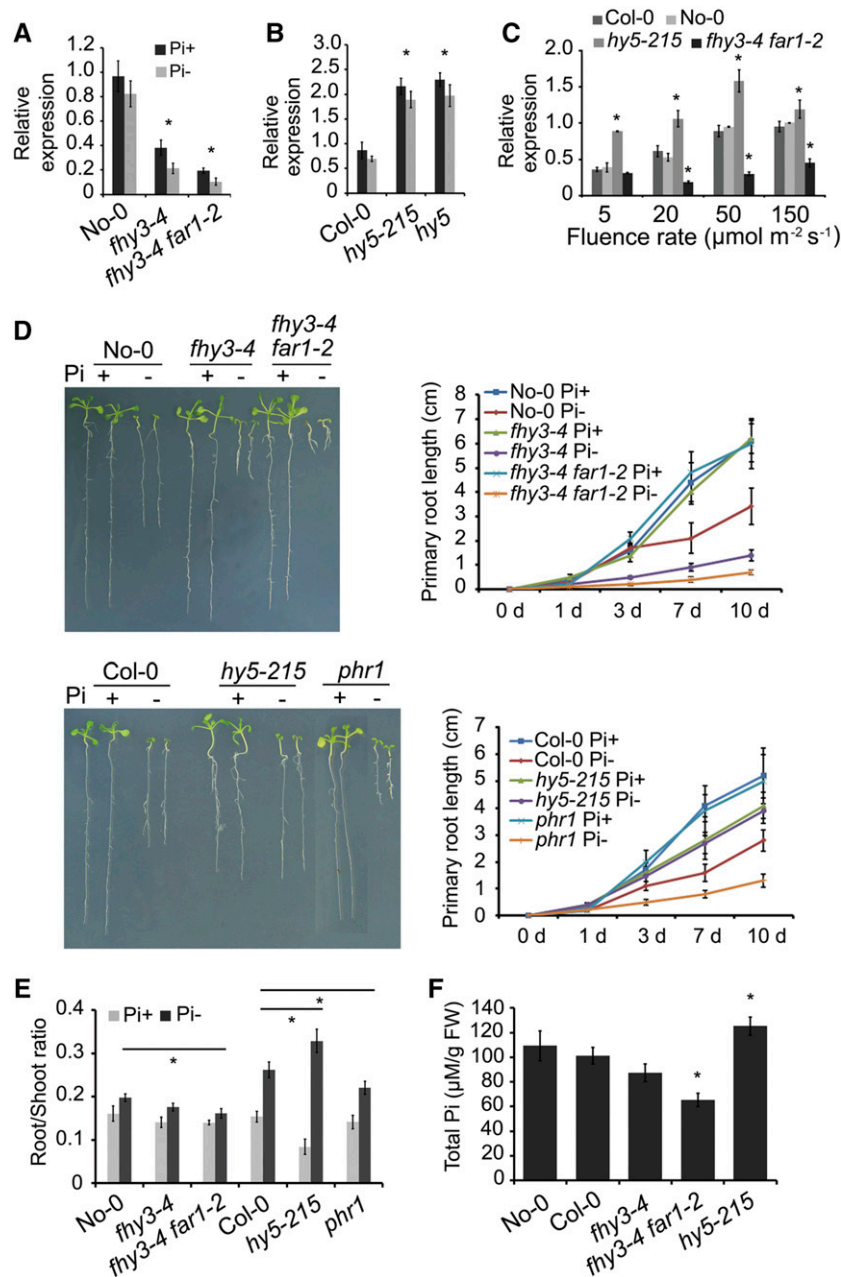 A
Relative expression
1.2
1.0
0.8
0.6
0.4
0.2
0
Pi+
Pi-
*
*
No-0
fhy3-4
fhy3-4 far1-2
B
Relative expression
3.0
2.5
2.0
1.5
1.0
0.5
0
*
*
Col-0
hy5-215
hy5
C
Col-0
No-0
hy5-215
fhy3-4 far1-2
Relative expression
2.0
1.5
1.0
0.5
0
*
*
*
*
*
*
*
5
20
50
150
Fluence rate (µmol m-2 s-1)
D
No-0
fhy3-4
fhy3-4 far1-2
Pi + - + - + -
Primary root length (cm)
8
7
6
5
4
3
2
1
0
No-0 Pi+
No-0 Pi-
fhy3-4 Pi+
fhy3-4 Pi-
fhy3-4 far1-2 Pi+
fhy3-4 far1-2 Pi-
0 d
1 d
3 d
7 d
10 d
Col-0
hy5-215
phr1
Pi + - + - + -
Primary root length (cm)
7
6
5
4
3
2
1
0
Col-0 Pi+
Col-0 Pi-
hy5-215 Pi+
hy5-215 Pi-
phr1 Pi+
phr1 Pi-
0 d
1 d
3 d
7 d
10 d
E
Root/Shoot ratio
0.4
0.3
0.2
0.1
0
Pi+
Pi-
*
*
*
No-0
fhy3-4
fhy3-4 far1-2
Col-0
hy5-215
phr1
F
Total Pi (µM/g FW)
140
120
100
80
60
40
20
0
*
*
No-0
Col-0
fhy3-4
fhy3-4 far1-2
hy5-215